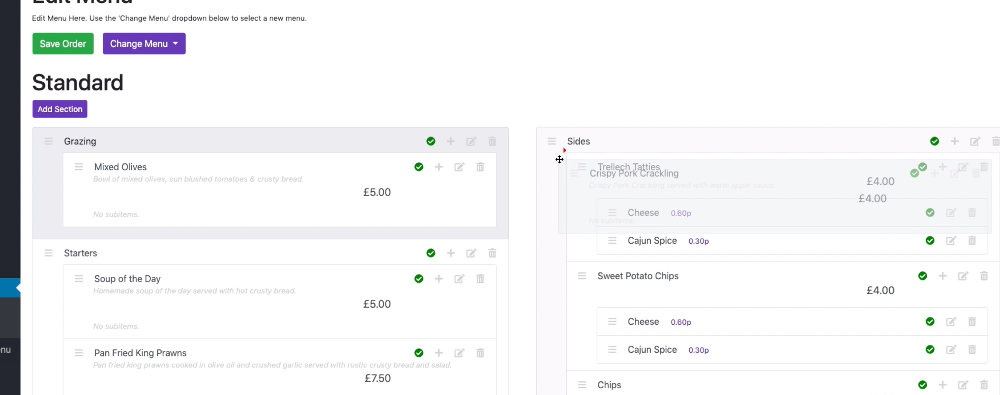 Edit Menu
Edit Menu Here. Use the 'Change Menu' dropdown below to select a new menu.
Save Order
Change Menu
Standard
Add Section
Grazing
Mixed Olives
Bowl of mixed olives, sun blushed tomatoes & crusty bread.
£5.00
No subitems.
Starters
Soup of the Day
Homemade soup of the day served with hot crusty bread.
£5.00
No subitems.
Pan Fried King Prawns
Pan fried king prawns cooked in olive oil and crushed garlic served with rustic crusty bread and salad.
£7.50
enu
Sides
Trellech Tatties
£4.00
Crispy Pork Crackling
Crispy Pork Crackling served with warm apple sauce.
£4.00
No subitems.
Cheese 0.60p
Cajun Spice 0.30p
Sweet Potato Chips
£4.00
Cheese 0.60p
Cajun Spice 0.30p
Chips